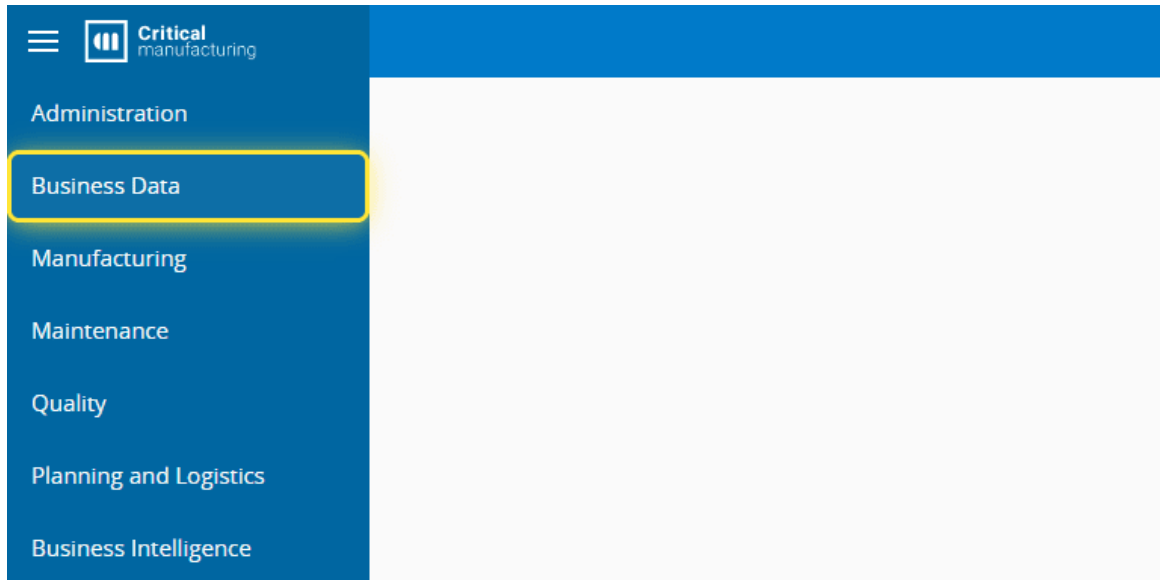 Critical
manufacturing
Administration
Business Data
Manufacturing
Maintenance
Quality
Planning and Logistics
Business Intelligence